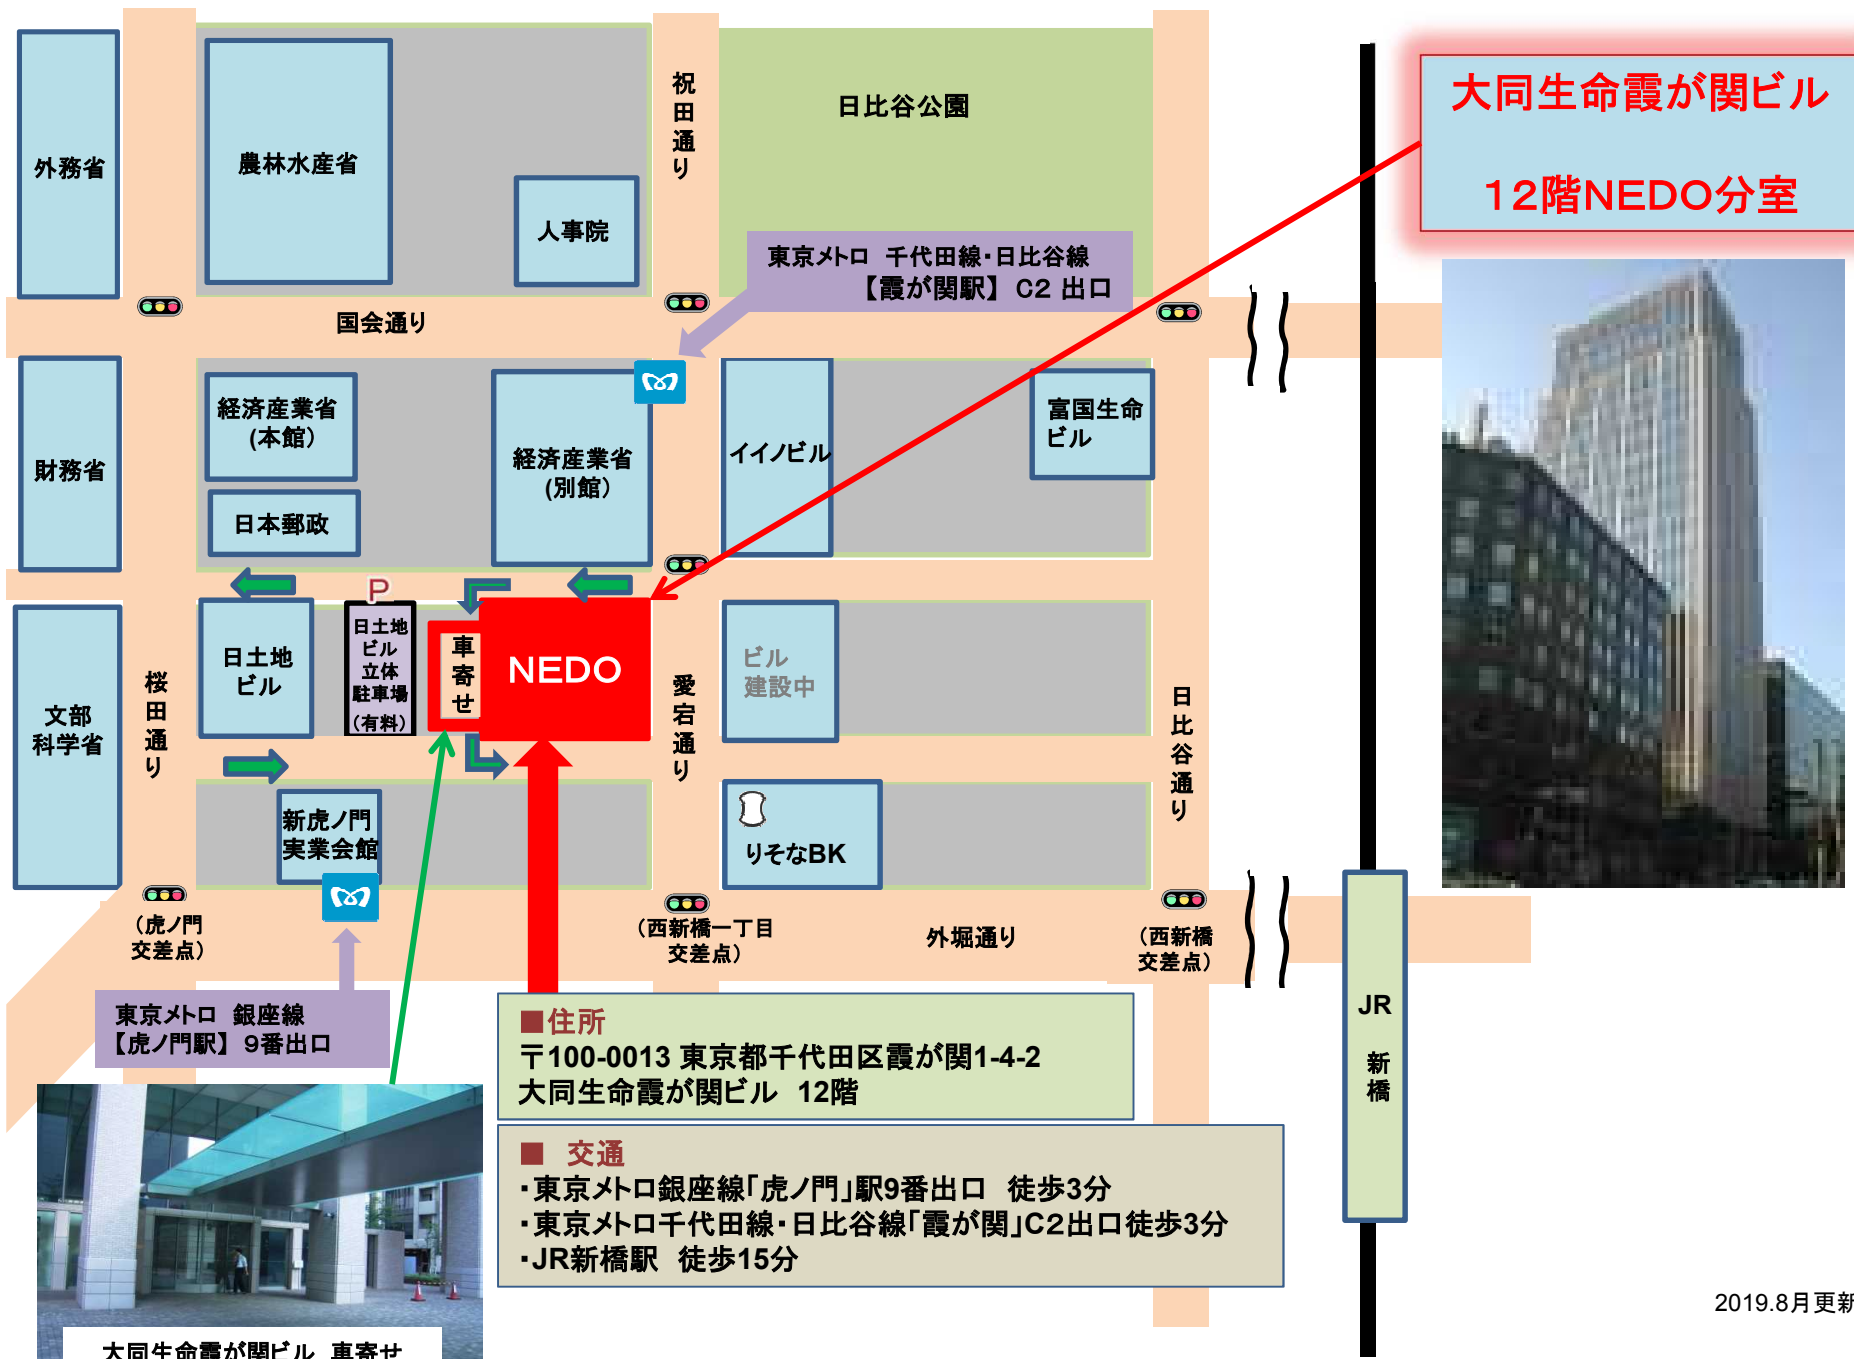 外務省
農林水産省
人事院
祝田通り
日比谷公園
大同生命霞が関ビル
12階NEDO分室
東京メトロ 千代田線・日比谷線
【霞が関駅】 C2 出口
国会通り
財務省
経済産業省
(本館)
日本郵政
経済産業省
(別館)
イイノビル
富国生命
ビル
P
文部
科学省
桜田通り
日土地
ビル
日土地
ビル
立体
駐車場
(有料)
車寄せ
NEDO
愛宕通り
ビル
建設中
日比谷通り
新虎ノ門
実業会館
りそなBK
(虎ノ門
交差点)
(西新橋一丁目
交差点)
外堀通り
(西新橋
交差点)
JR 新橋
東京メトロ 銀座線
【虎ノ門駅】 9番出口
■住所
〒100-0013 東京都千代田区霞が関1-4-2
大同生命霞が関ビル 12階
■ 交通
・東京メトロ銀座線「虎ノ門」駅9番出口 徒歩3分
・東京メトロ千代田線・日比谷線「霞が関」C2出口徒歩3分
・JR新橋駅 徒歩15分
大同生命霞が関ビル 車寄せ
2019.8月更新